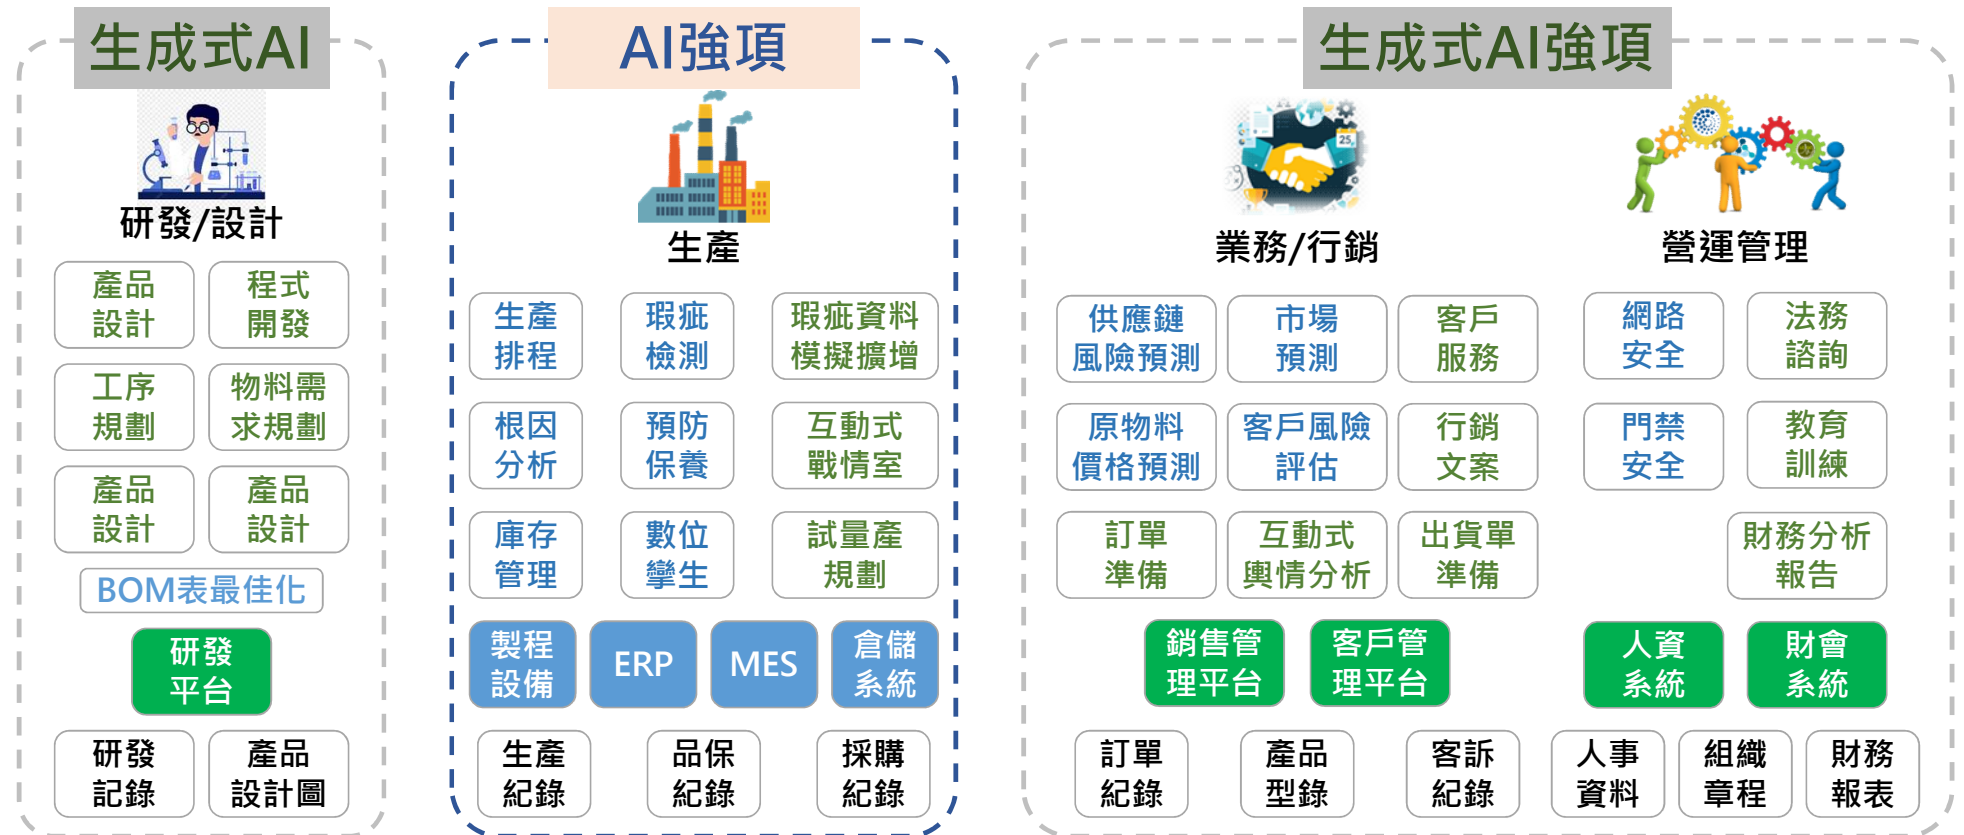 生成式AI
研發/設計
產品
設計
程式
開發
工序
規劃
物料需
求規劃
產品
設計
產品
設計
BOM表最佳化
研發
平台
研發
記錄
產品
設計圖
AI強項
生產
生產
排程
瑕疵
檢測
瑕疵資料
模擬擴增
根因
分析
預防
保養
互動式
戰情室
庫存
管理
數位
孿生
試量產
規劃
製程
設備
ERP
MES
倉儲
系統
生產
紀錄
品保
紀錄
採購
紀錄
生成式AI強項
25
業務/行銷
供應鏈
風險預測
市場
預測
客戶
服務
原物料
價格預測
客戶風險
評估
行銷
文案
訂單
準備
互動式
輿情分析
出貨單
準備
銷售管
理平台
客戶管
理平台
訂單
紀錄
產品
型錄
客訴
紀錄
營運管理
網路
安全
法務
諮詢
門禁
安全
教育
訓練
財務分析
報告
人資
系統
財會
系統
人事
資料
組織
章程
財務
報表